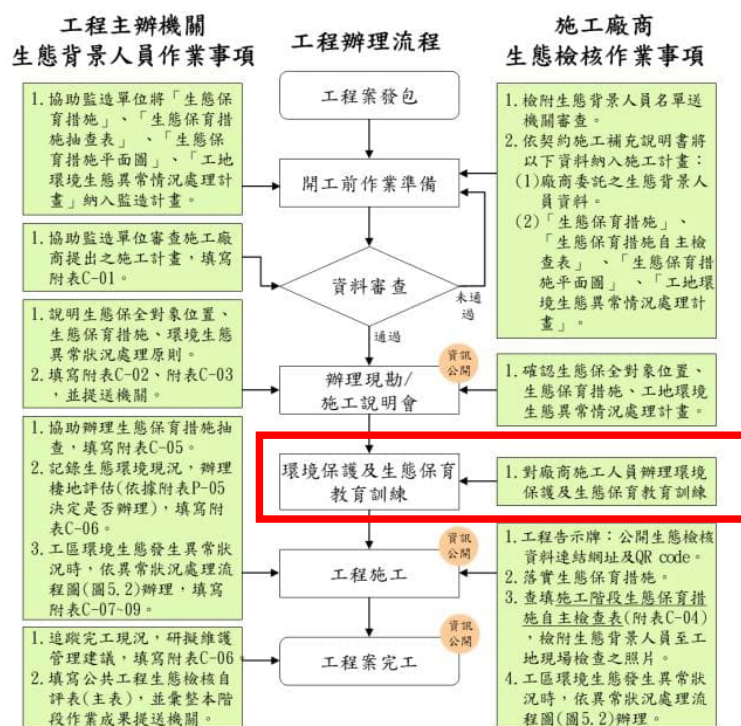 工程主辦機關
生態背景人員作業事項
1.協助監造單位將「生態保
育措施」、「生態保育措
施抽查表」、「生態保
育措施平面圖」、「工地
環境生態異常情況處理計
畫」納入監造計畫。
1.協助監造單位審查施工廠
商提出之施工計畫,填寫
附表C-01。
1.說明生態保全對象位置、
生態保育措施、環境生態
異常狀況處理原則。
2.填寫附表C-02、附表C-03
,並提送機關。
1.協助辦理生態保育措施抽
查,填寫附表C-05。
2.記錄生態環境現況,辦理
棲地評估(依據附表P-05
決定是否辦理),填寫附
表C-06。
3.工區環境生態發生異常狀
況時,依異常狀況處理流
程圖(圖5.2)辦理,填寫
附表C-07~09。
1.追蹤完工現況,研擬維護
管理建議,填寫附表C-06
2.填寫公共工程生態檢核自
評表(主表),並彙整本階
段作業成果提送機關。
工程辦理流程
工程案發包
開工前作業準備
資料審查
未通
過
通過
資訊
公開
辦理現勘/
施工說明會
環境保護及生態保育
教育訓練
資訊
公開
工程施工
資訊
公開
工程案完工
施工廠商
生態檢核作業事項
1.檢附生態背景人員名單送
機關審查。
2.依契約施工補充說明書將
以下資料納入施工計畫:
(1)廠商委託之生態背景人
員資料。
(2)「生態保育措施」、
「生態保育措施自主檢
查表」、「生態保育措
施平面圖」、「工地環
境生態異常情況處理計
畫」。
1.確認生態保全對象位置、
生態保育措施、工地環境
生態異常情況處理計畫。
1.對廠商施工人員辦理環境
保護及生態保育教育訓練
1.工程告示牌:公開生態檢核
資料連結網址及QR code。
2.落實生態保育措施。
3.查填施工階段生態保育措
施自主檢查表(附表C-04)
,檢附生態背景人員至工
地現場檢查之照片。
4.工區環境生態發生異常狀
況時,依異常狀況處理流
程圖(圖5.2)辦理。